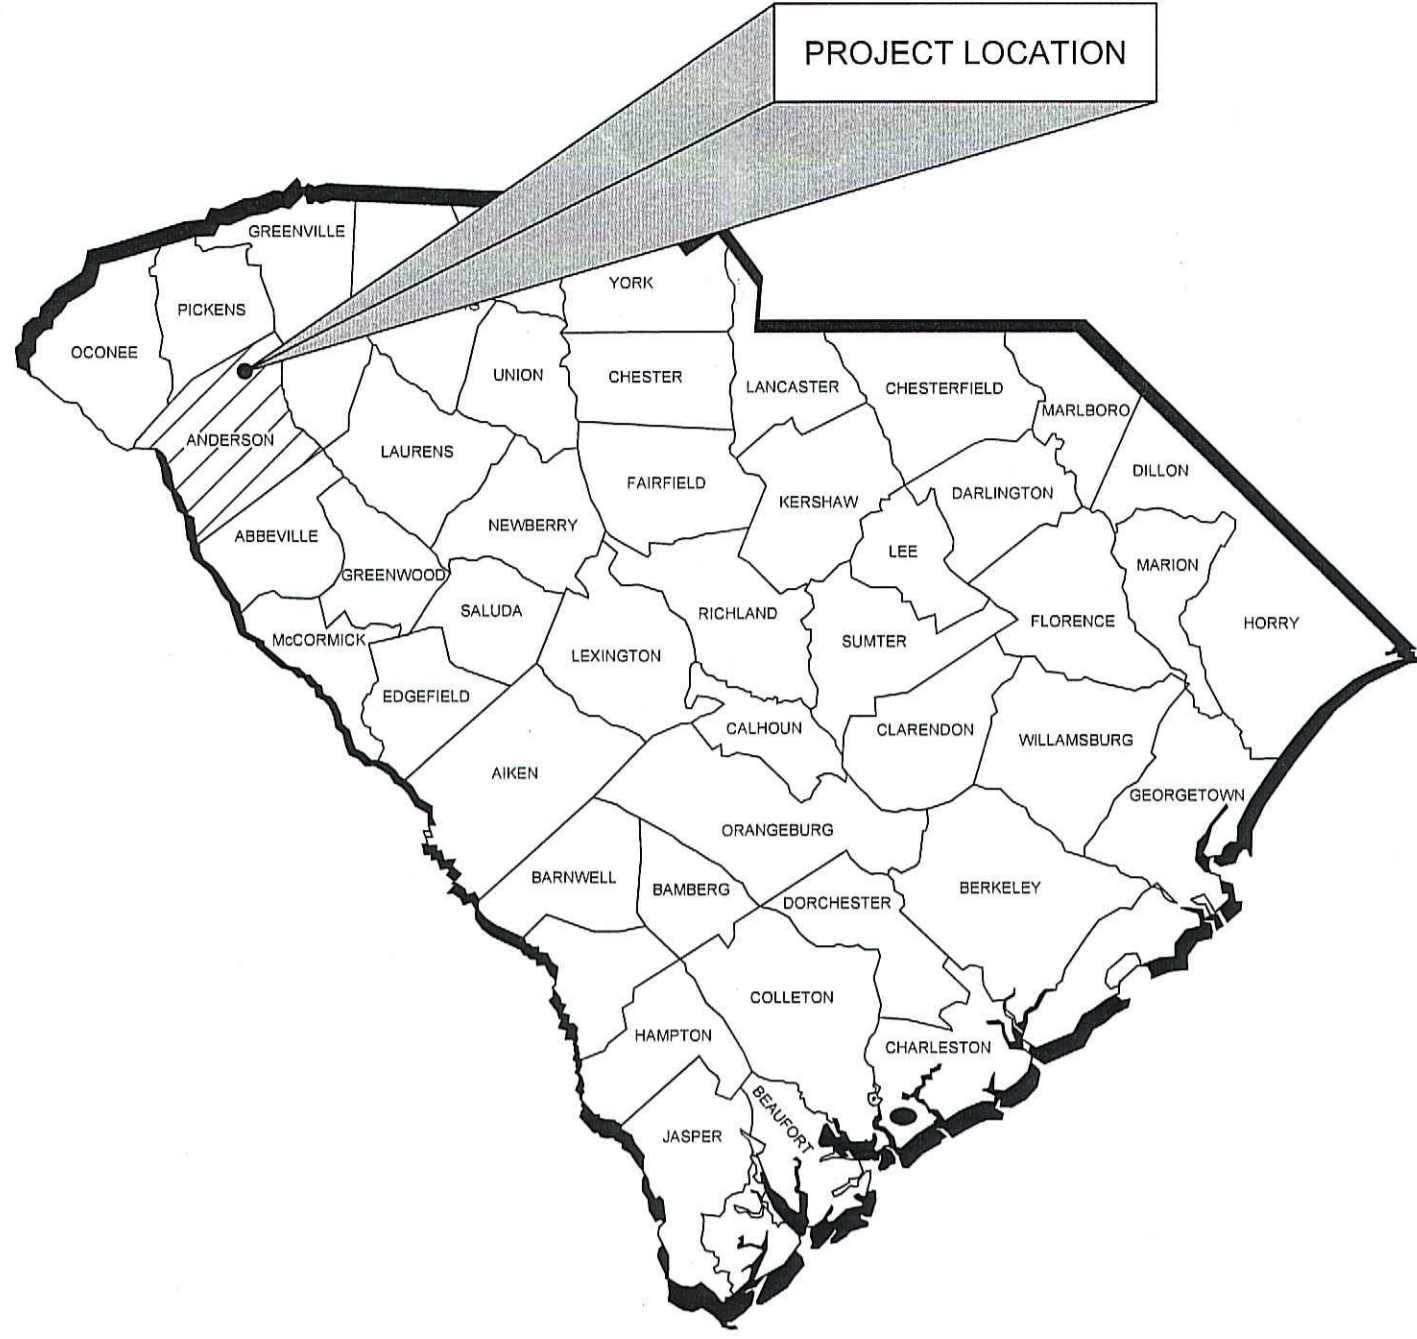 PROJECT LOCATION
GREENVILLE
PICKENS
YORK
OCONEE
UNION
CHESTER
LANCASTER
CHESTERFIELD
MARLBORO
ANDERSON
LAURENS
DILLON
FAIRFIELD
KERSHAW
DARLINGTON
NEWBERRY
ABBEVILLE
LEE
MARION
GREENWOOD
SALUDA
RICHLAND
FLORENCE
HORRY
McCORMICK
SUMTER
LEXINGTON
EDGEFIELD
CALHOUN
CLARENDON
WILLAMSBURG
AIKEN
GEORGETOWN
ORANGEBURG
BARNWELL
BAMBERG
BERKELEY
DORCHESTER
COLLETON
HAMPTON
CHARLESTON
BEAUFORT
JASPER